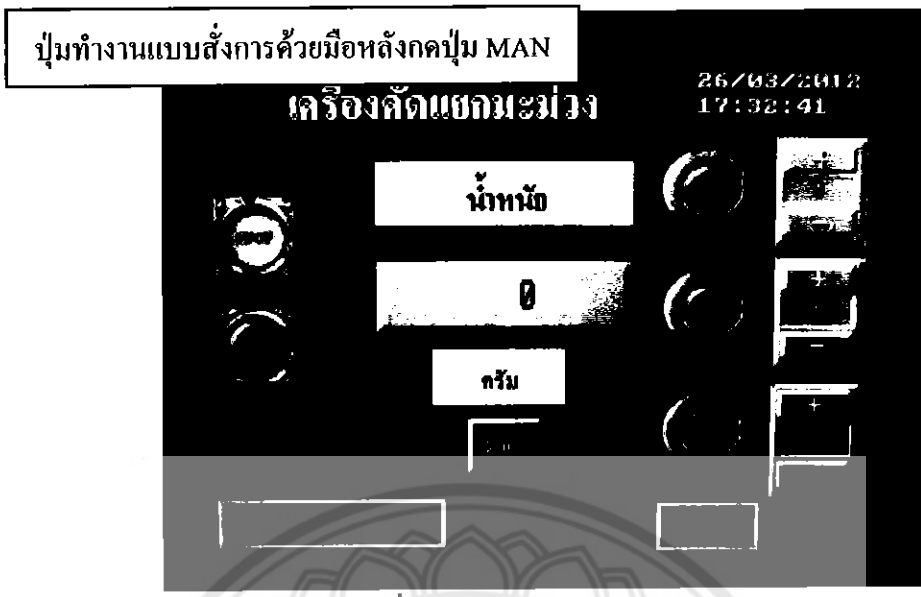 ปุ่มทำงานแบบสั่งการด้วยมือหลังกดปุ่ม MAN
26/03/2012
เครื่องคัดแยกมะม่วง
17:32:41
น้ำหนัก
0
กรัม
+
-
+